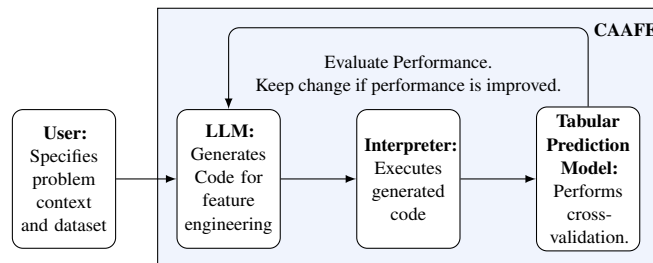 CAAFE
Evaluate Performance.
Keep change if performance is improved.
User:
Specifies
problem
context
and dataset
LLM:
Generates
Code for
feature
engineering
Interpreter:
Executes
generated
code
Tabular
Prediction
Model:
Performs
cross-
validation.